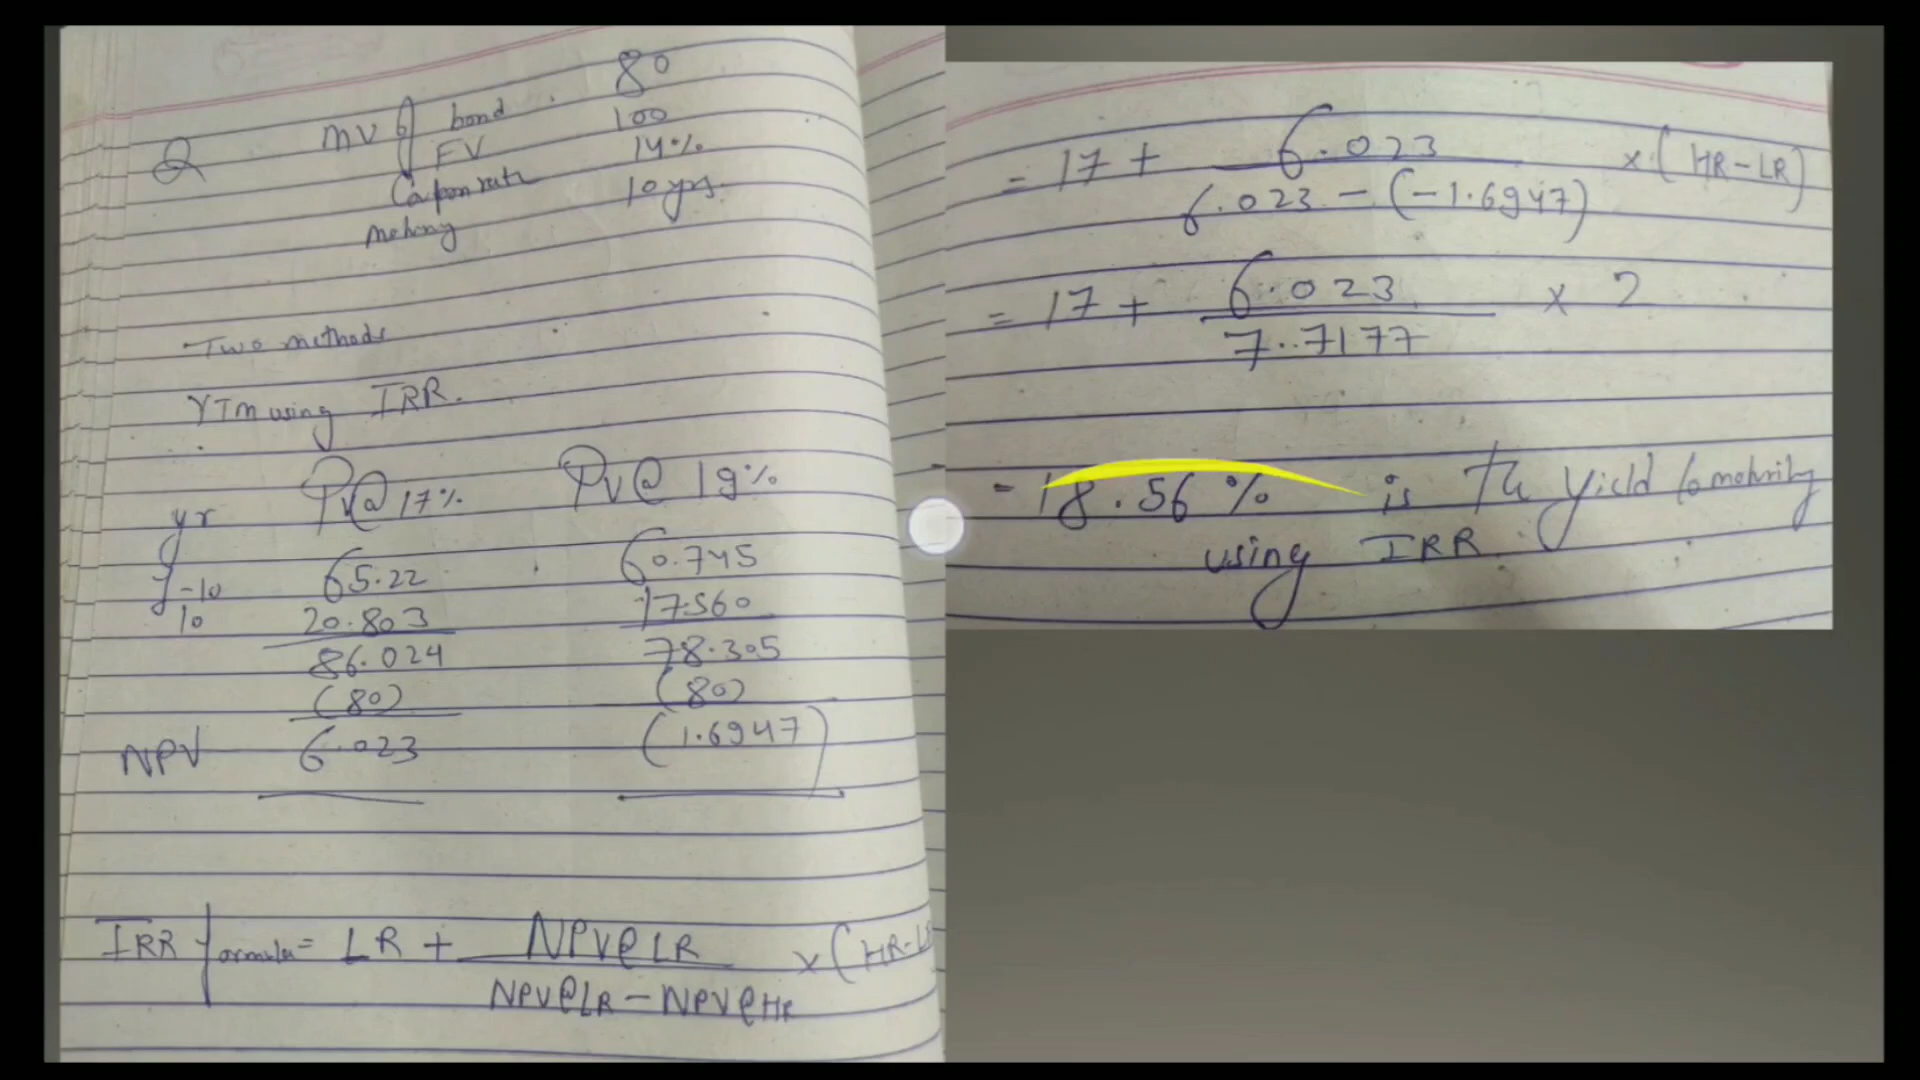 Q MV of bond 80
FV 100
Coupon rate 14%
10 yrs.
Two methods
YTM using IRR.
yr PV@ 17% PV@ 19%
1-10 65.22 60.745
10 20.803 17.560
86.024 78.305
(80) (80)
NPV 6.023 (1.6947)
IRR formula = LR + NPV@LR
NPV@LR - NPV@HR × (HR-LR
= 17 + 6.023
6.023 - (-1.6947) × (HR-LR)
= 17 + 6.023
7..7177 × 2
= 18.56 % is the yield to maturity
using IRR.